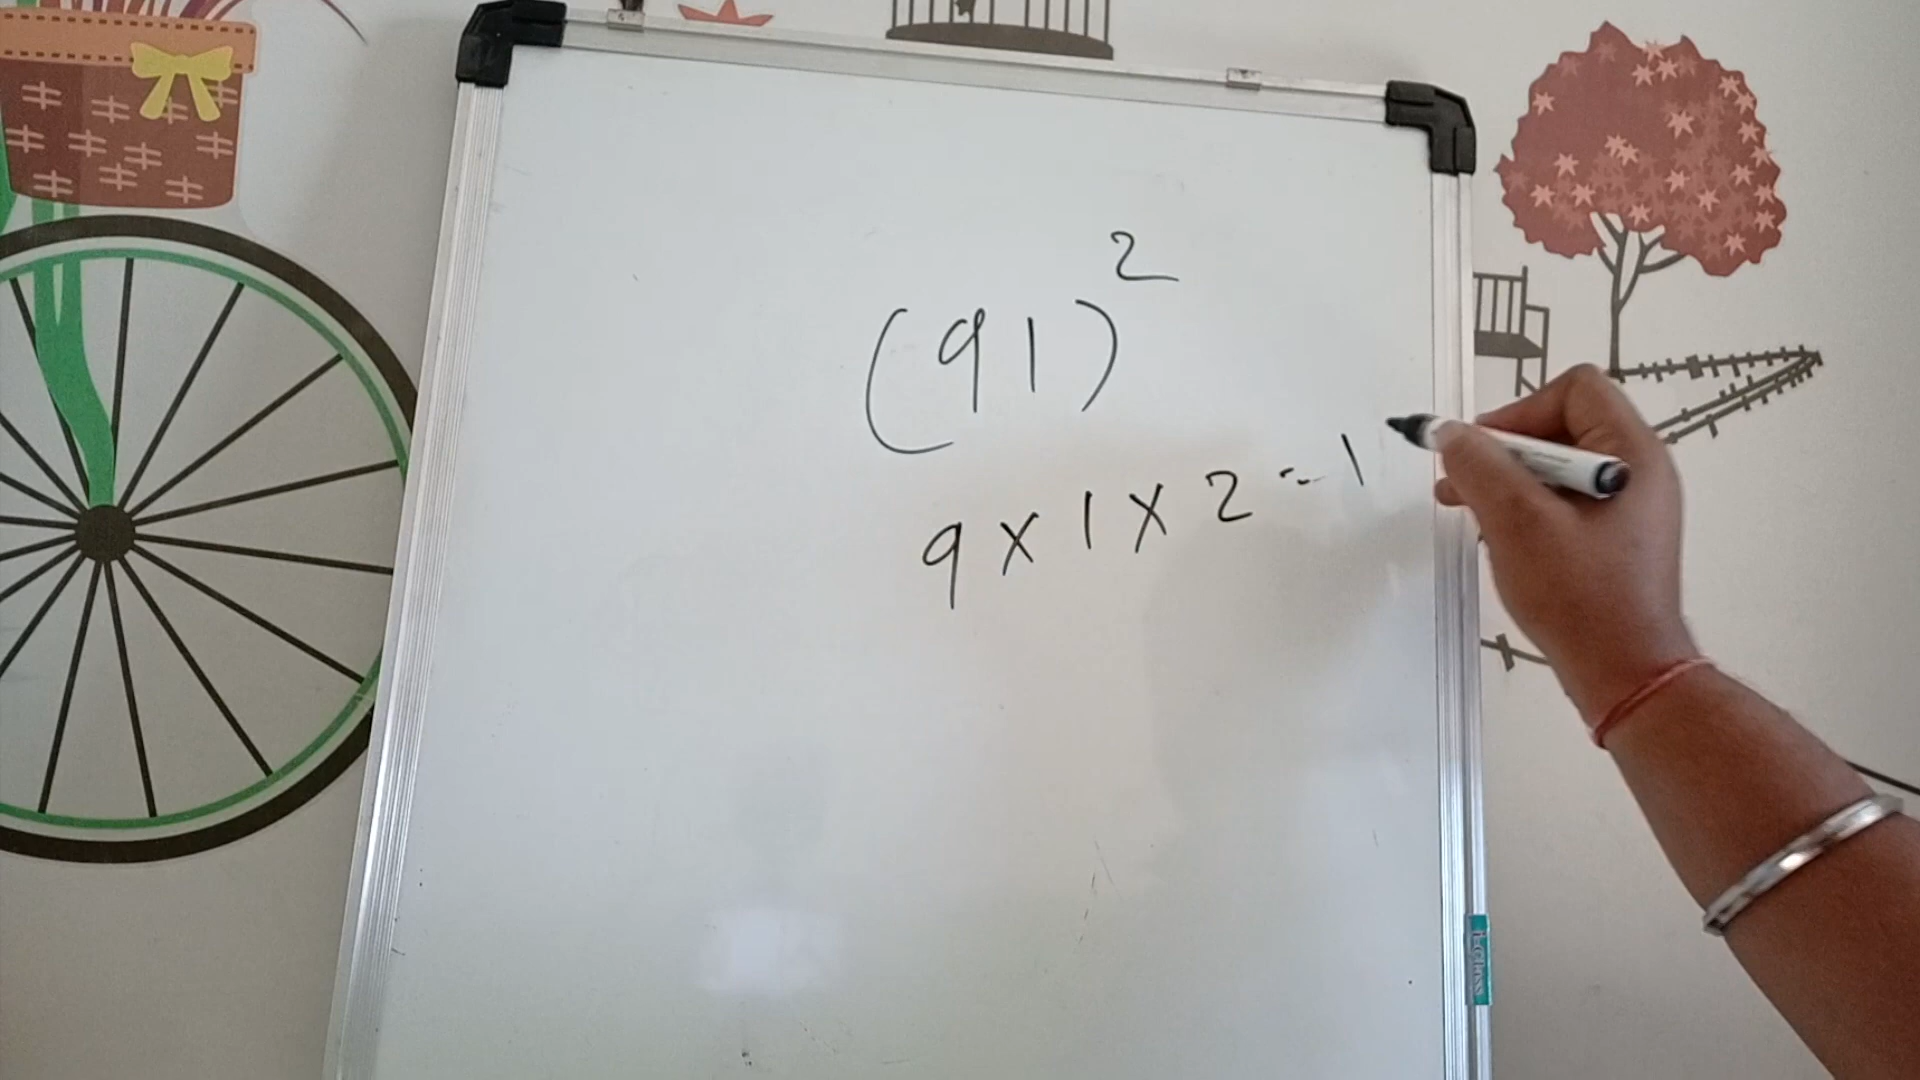 (91)²
9 x 1 x 2 = 1